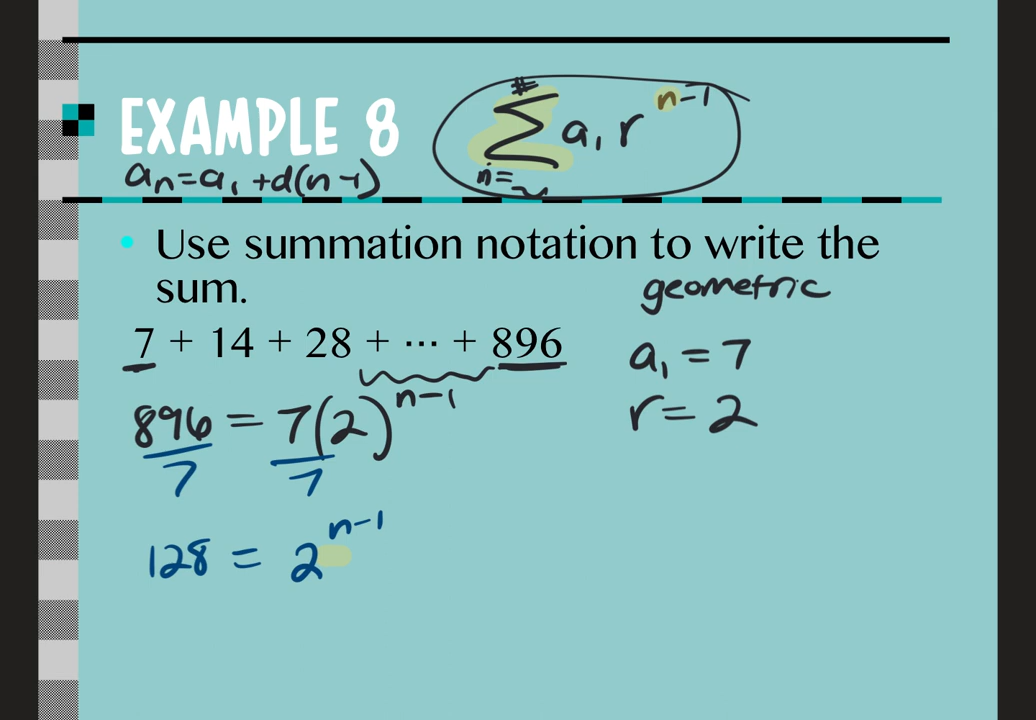 EXAMPLE 8
# Σ n= a₁ r^(n-1)
an=a₁+d(n-1)
• Use summation notation to write the
sum.
geometric
7 + 14 + 28 + ··· + 896
a₁ = 7
896 = 7(2)^(n-1)
r = 2
7 7
128 = 2^(n-1)